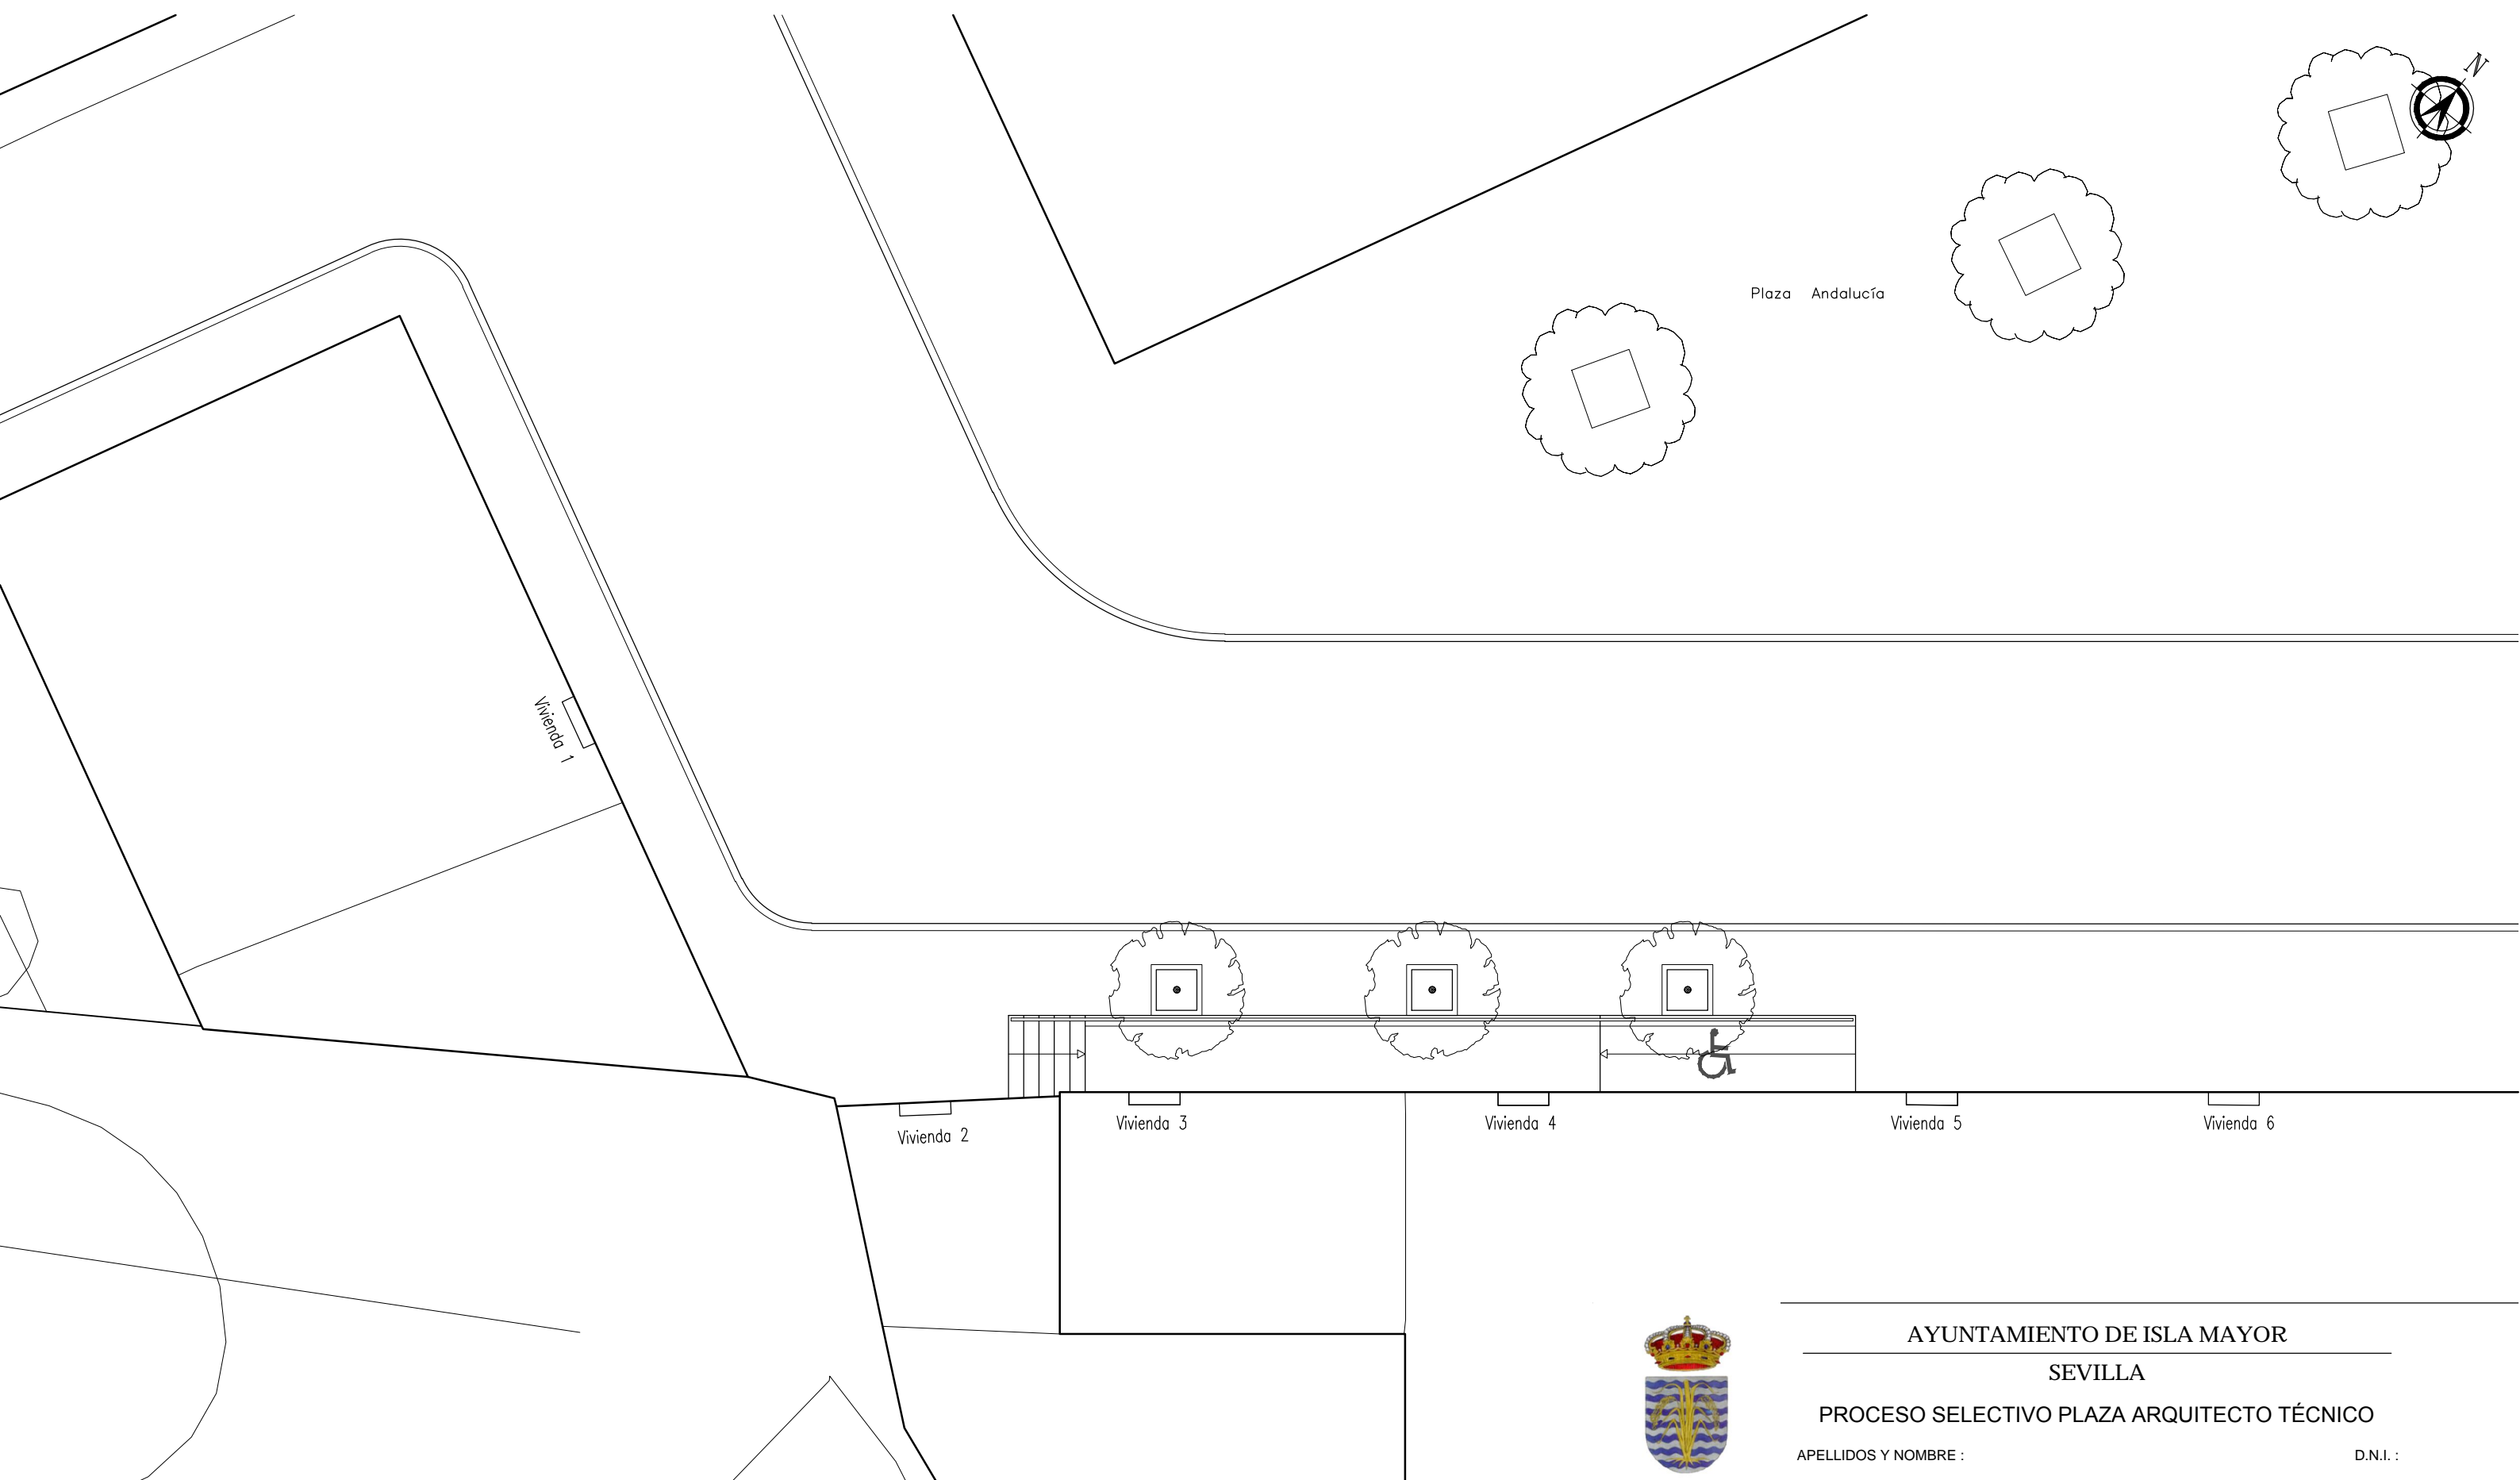 N
Plaza Andalucía
Vivienda 1
Vivienda 2
Vivienda 3
Vivienda 4
Vivienda 5
Vivienda 6
AYUNTAMIENTO DE ISLA MAYOR
SEVILLA
PROCESO SELECTIVO PLAZA ARQUITECTO TÉCNICO
APELLIDOS Y NOMBRE : D.N.I. :